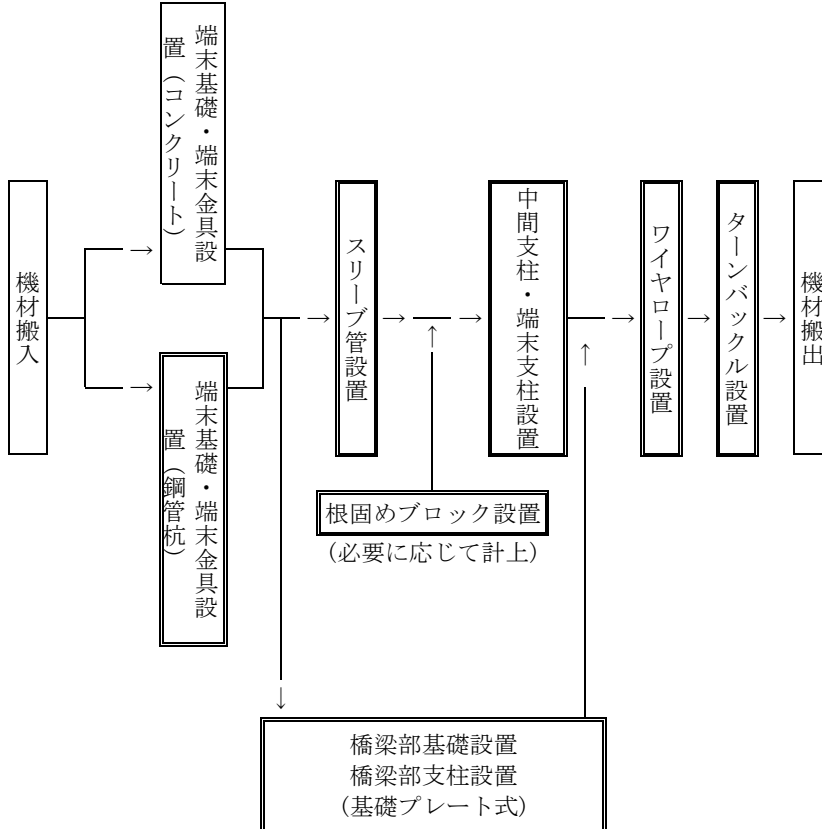 機材搬入
→
端末基礎・端末金具設
置（コンクリート）
→
端末基礎・端末金具設
置（鋼管杭）
→
スリーブ管設置
→
↑
→
根固めブロック設置
（必要に応じて計上）
中間支柱・端末支柱設置
↓
橋梁部基礎設置
橋梁部支柱設置
（基礎プレート式）
↑
→
ワイヤロープ設置
→
ターンバックル設置
→
機材搬出